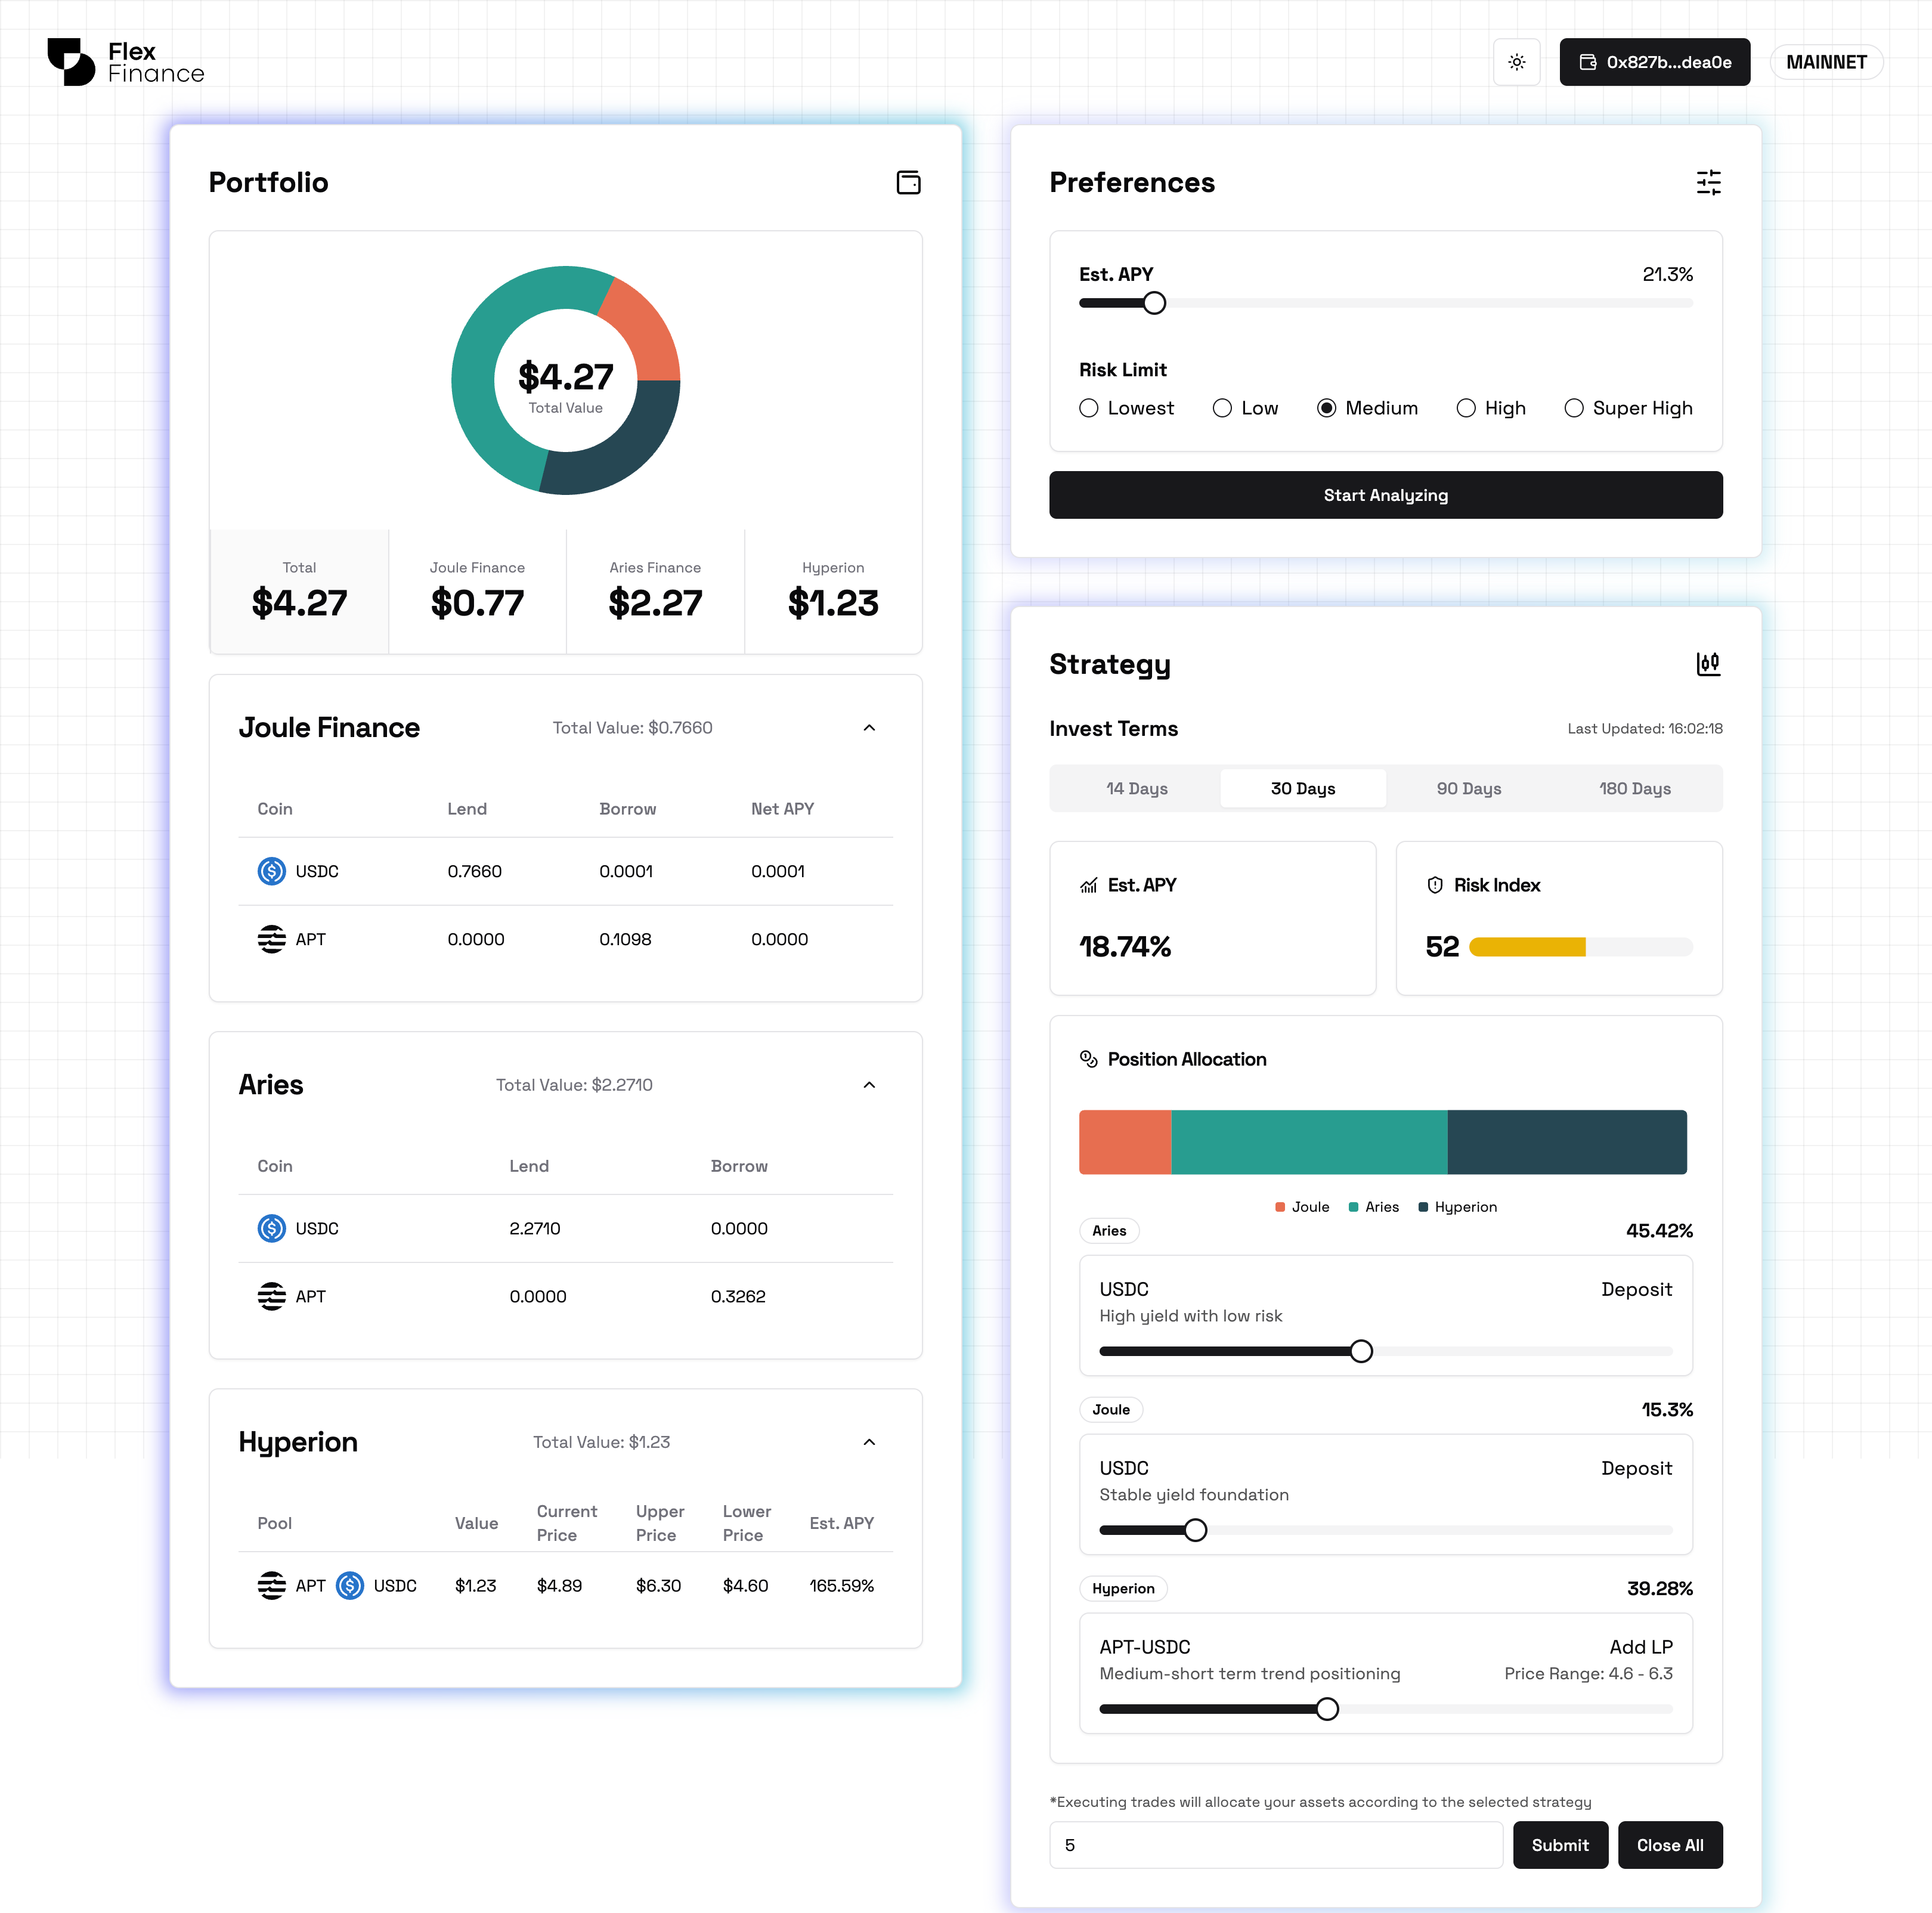 Flex
Finance
0x827b...dea0e
MAINNET
Portfolio
$4.27
Total Value
Total
$4.27
Joule Finance
$0.77
Aries Finance
$2.27
Hyperion
$1.23
Joule Finance
Total Value: $0.7660
Coin Lend Borrow Net APY
USDC 0.7660 0.0001 0.0001
APT 0.0000 0.1098 0.0000
Aries
Total Value: $2.2710
Coin Lend Borrow
USDC 2.2710 0.0000
APT 0.0000 0.3262
Hyperion
Total Value: $1.23
Pool Value Current Price Upper Price Lower Price Est. APY
APT USDC $1.23 $4.89 $6.30 $4.60 165.59%
Preferences
Est. APY 21.3%
Risk Limit
Lowest Low Medium High Super High
Start Analyzing
Strategy
Invest Terms Last Updated: 16:02:18
14 Days 30 Days 90 Days 180 Days
Est. APY
18.74%
Risk Index
52
Position Allocation
Joule Aries Hyperion
Aries 45.42%
USDC Deposit
High yield with low risk
Joule 15.3%
USDC Deposit
Stable yield foundation
Hyperion 39.28%
APT-USDC Add LP
Medium-short term trend positioning Price Range: 4.6 - 6.3
*Executing trades will allocate your assets according to the selected strategy
5 Submit Close All